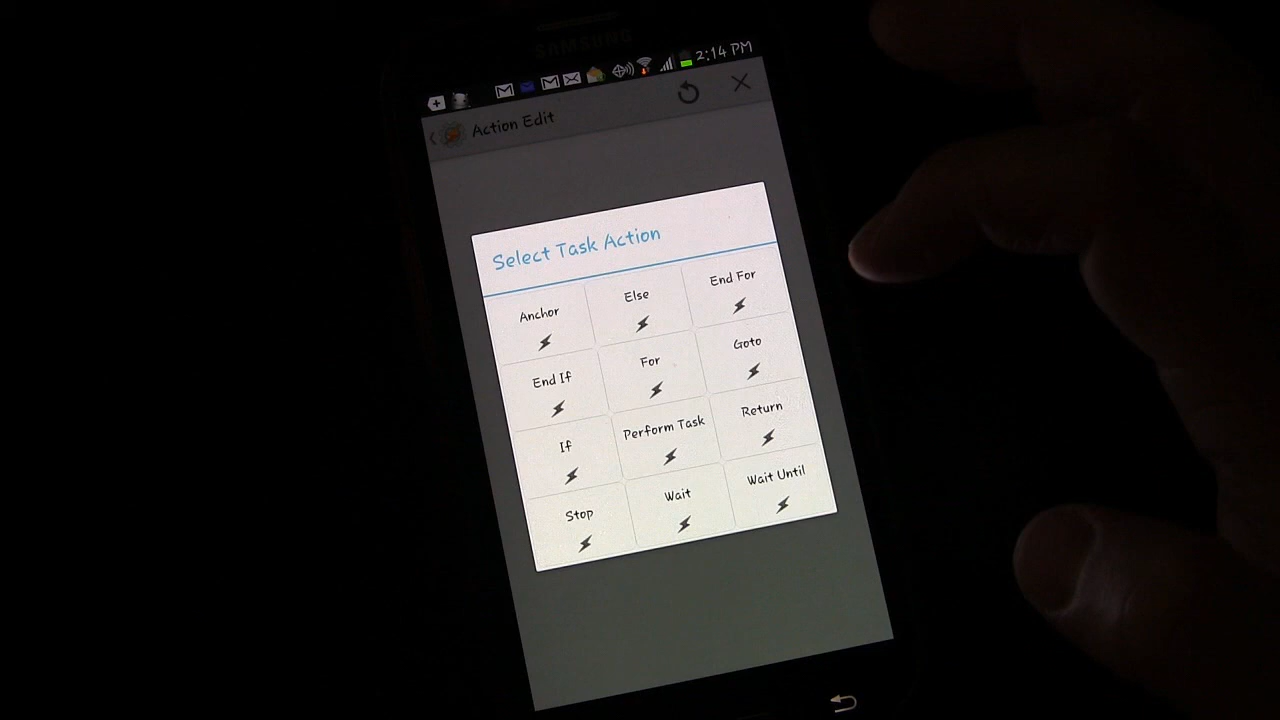 SAMSUNG
2:14 PM
Action Edit
Select Task Action
Anchor
Else
End For
End If
For
Goto
If
Perform Task
Return
Stop
Wait
Wait Until